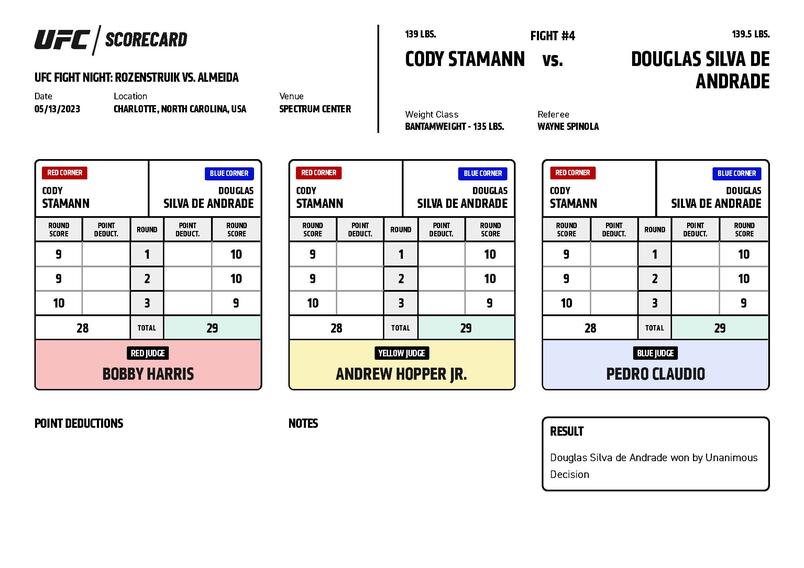 UFC / SCORECARD
UFC FIGHT NIGHT: ROZENSTRUIK VS. ALMEIDA
Date Location Venue
05/13/2023 CHARLOTTE, NORTH CAROLINA, USA SPECTRUM CENTER
139 LBS. FIGHT #4 139.5 LBS.
CODY STAMANN vs. DOUGLAS SILVA DE
ANDRADE
Weight Class Referee
BANTAMWEIGHT - 135 LBS. WAYNE SPINOLA
RED CORNER BLUE CORNER
CODY DOUGLAS
STAMANN SILVA DE ANDRADE
ROUND POINT ROUND POINT ROUND
SCORE DEDUCT. DEDUCT. SCORE
9 1 10
9 2 10
10 3 9
28 TOTAL 29
RED JUDGE
BOBBY HARRIS
RED CORNER BLUE CORNER
CODY DOUGLAS
STAMANN SILVA DE ANDRADE
ROUND POINT ROUND POINT ROUND
SCORE DEDUCT. DEDUCT. SCORE
9 1 10
9 2 10
10 3 9
28 TOTAL 29
YELLOW JUDGE
ANDREW HOPPER JR.
RED CORNER BLUE CORNER
CODY DOUGLAS
STAMANN SILVA DE ANDRADE
ROUND POINT ROUND POINT ROUND
SCORE DEDUCT. DEDUCT. SCORE
9 1 10
9 2 10
10 3 9
28 TOTAL 29
BLUE JUDGE
PEDRO CLAUDIO
POINT DEDUCTIONS
NOTES
RESULT
Douglas Silva de Andrade won by Unanimous
Decision